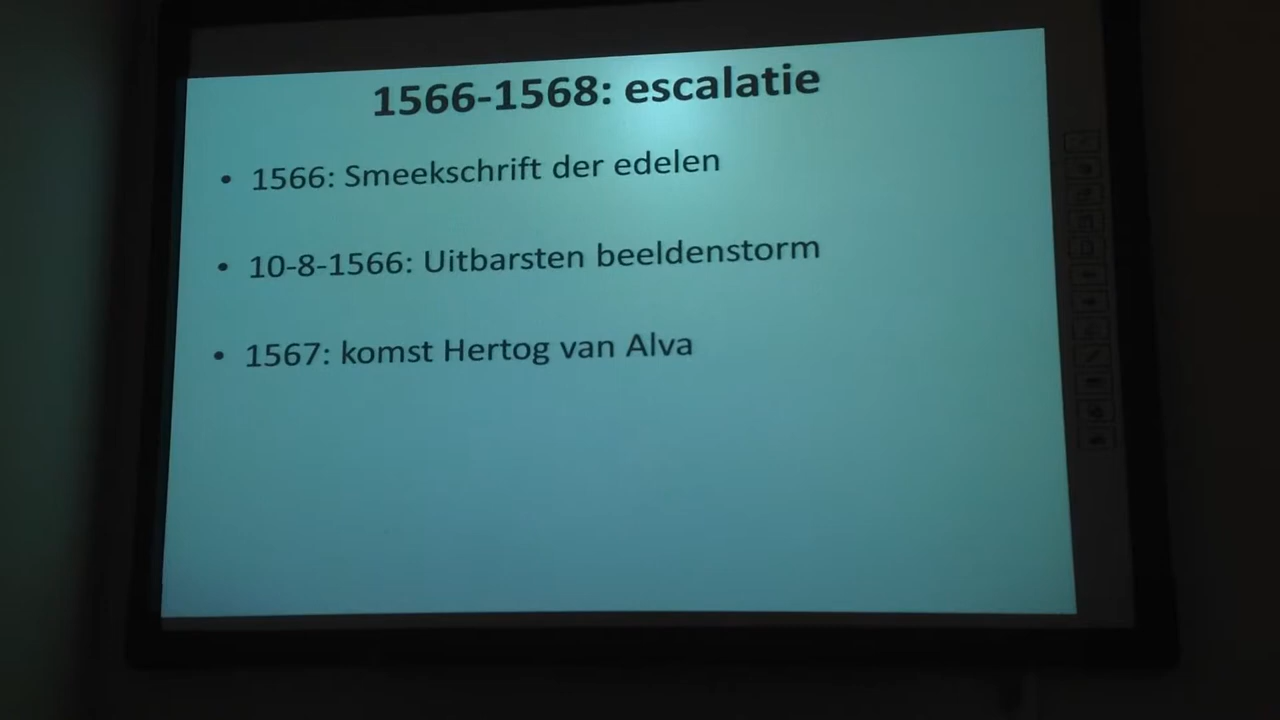 1566-1568: escalatie
• 1566: Smeekschrift der edelen
• 10-8-1566: Uitbarsten beeldenstorm
• 1567: komst Hertog van Alva